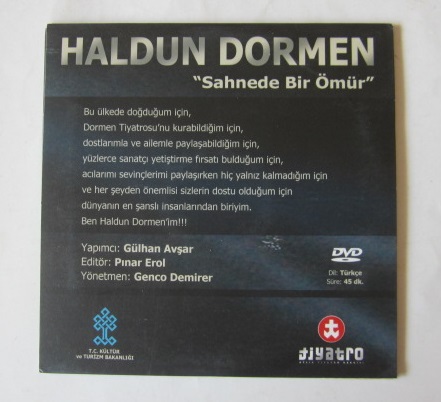 HALDUN DORMEN
"Sahnede Bir Ömür"
Bu ülkede doğduğum için,
Dormen Tiyatrosu'nu kurabildiğim için,
dostlarımla ve ailemle paylaşabildiğim için,
yüzlerce sanatçı yetiştirme fırsatı bulduğum için,
acılarımı sevinçlerimi paylaşırken hiç yalnız kalmadığım için
ve her şeyden önemlisi sizlerin dostu olduğum için
dünyanın en şanslı insanlarından biriyim.
Ben Haldun Dormen'im!!!
Yapımcı: Gülhan Avşar
Editör: Pınar Erol
Yönetmen: Genco Demirer
DVD
Dil: Türkçe
Süre: 45 dk.
T.C. KÜLTÜR
ve TURİZM BAKANLIĞI
tiyatro